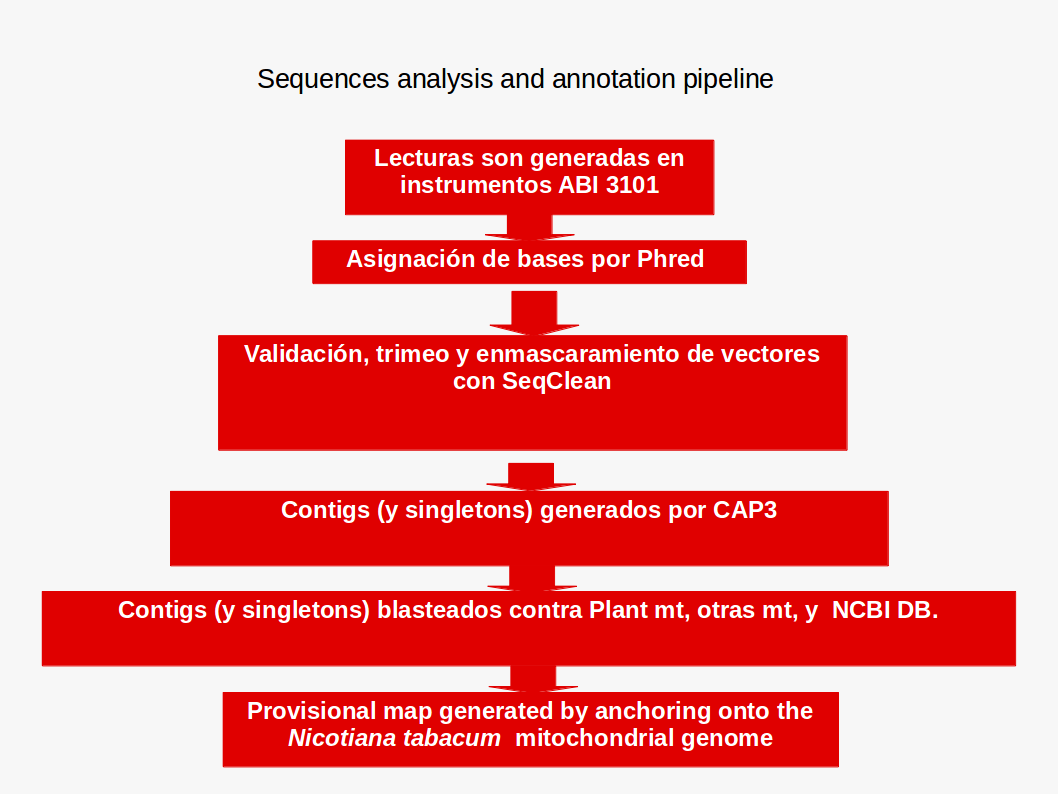 Sequences analysis and annotation pipeline
Lecturas son generadas en
instrumentos ABI 3101
Asignación de bases por Phred
Validación, trimeo y enmascaramiento de vectores
con SeqClean
Contigs (y singletons) generados por CAP3
Contigs (y singletons) blasteados contra Plant mt, otras mt, y  NCBI DB.
Provisional map generated by anchoring onto the
Nicotiana tabacum  mitochondrial genome